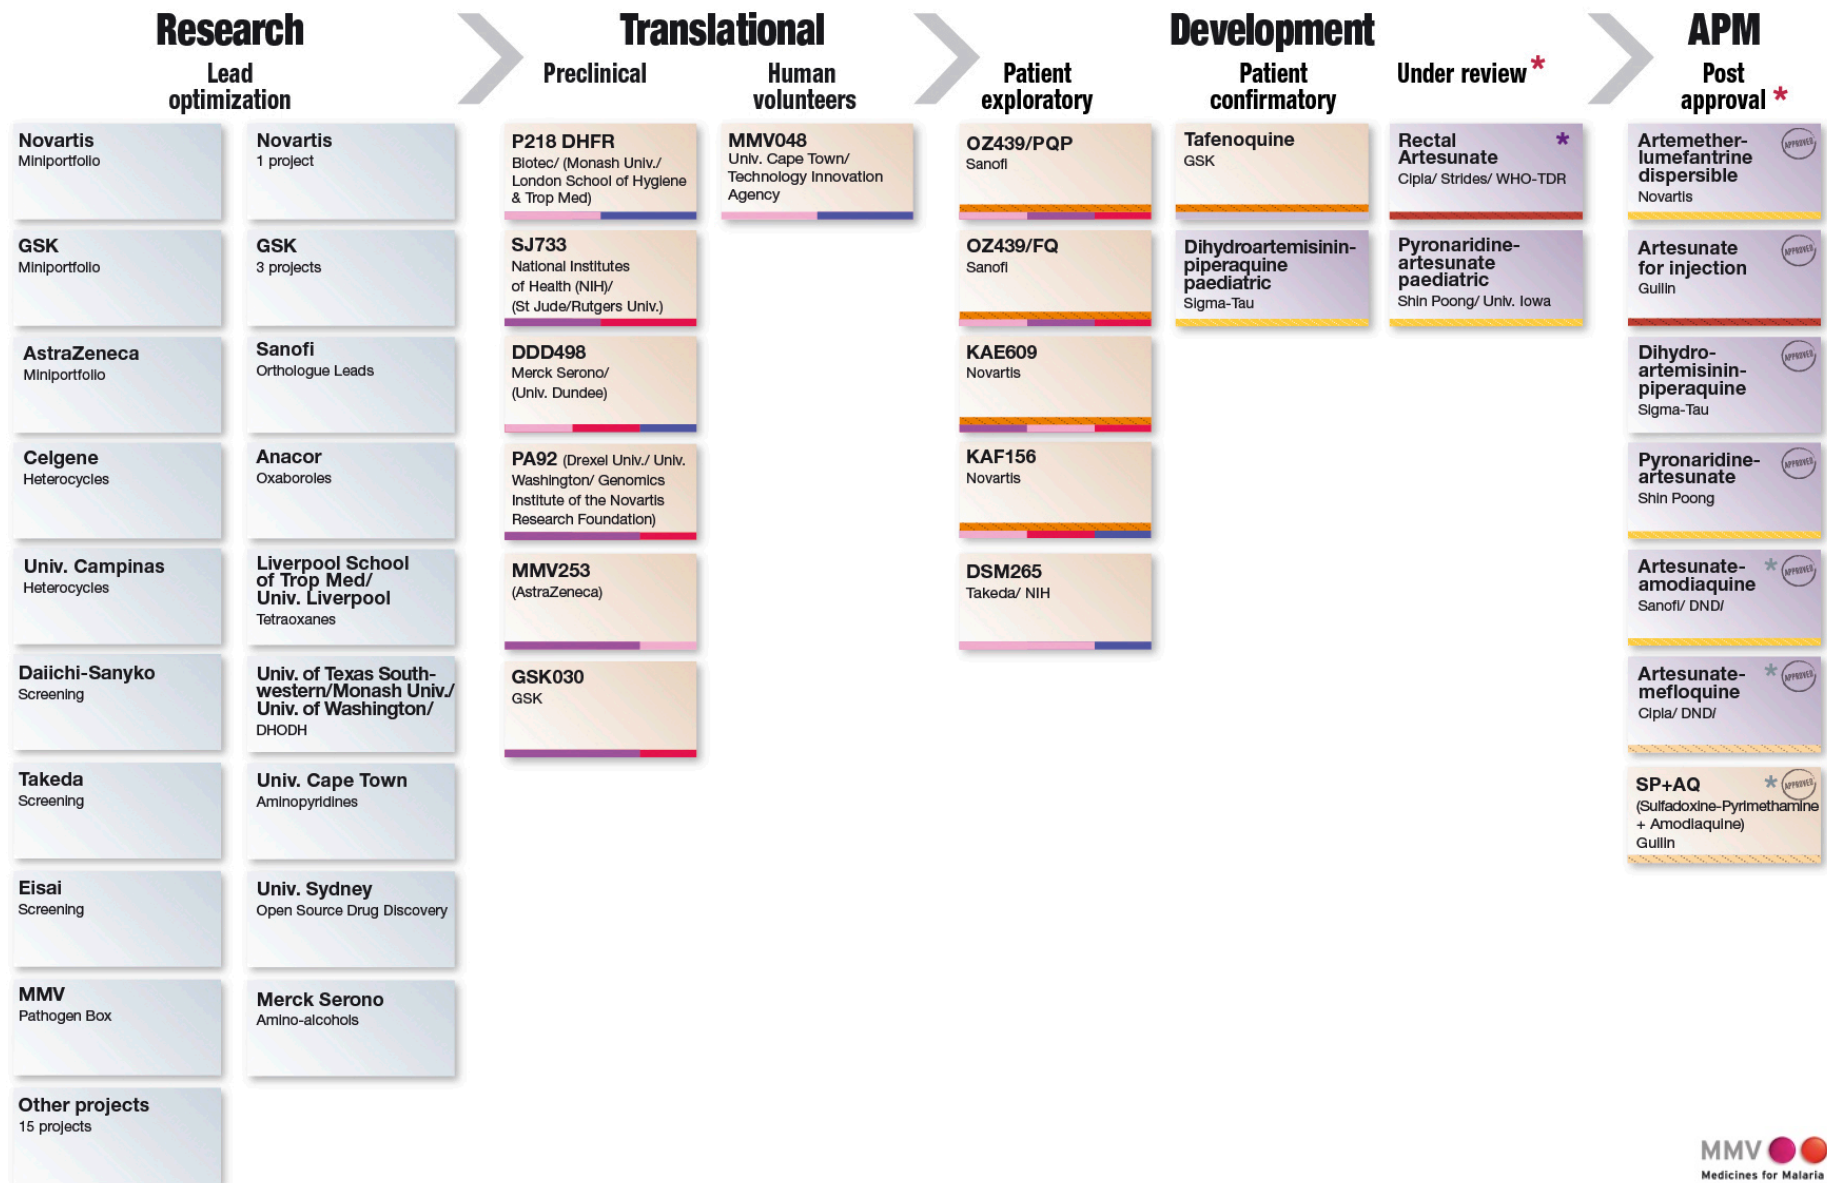 Research
Translational
Development
APM
Lead
optimization
Preclinical
Human
volunteers
Patient
exploratory
Patient
confirmatory
Under review *
Post
approval *
Novartis
Miniportfolio
GSK
Miniportfolio
AstraZeneca
Miniportfolio
Celgene
Heterocycles
Univ. Campinas
Heterocycles
Daiichi-Sanyko
Screening
Takeda
Screening
Eisai
Screening
MMV
Pathogen Box
Other projects
15 projects
Novartis
1 project
GSK
3 projects
Sanofi
Orthologue Leads
Anacor
Oxaboroles
Liverpool School
of Trop Med/
Univ. Liverpool
Tetraoxanes
Univ. of Texas South-
western/Monash Univ./
Univ. of Washington/
DHODH
Univ. Cape Town
Aminopyridines
Univ. Sydney
Open Source Drug Discovery
Merck Serono
Amino-alcohols
P218 DHFR
Biotec/ (Monash Univ./
London School of Hygiene
& Trop Med)
SJ733
National Institutes
of Health (NIH)/
(St Jude/Rutgers Univ.)
DDD498
Merck Serono/
(Univ. Dundee)
PA92 (Drexel Univ./ Univ.
Washington/ Genomics
Institute of the Novartis
Research Foundation)
MMV253
(AstraZeneca)
GSK030
GSK
MMV048
Univ. Cape Town/
Technology Innovation
Agency
OZ439/PQP
Sanofi
OZ439/FQ
Sanofi
KAE609
Novartis
KAF156
Novartis
DSM265
Takeda/ NIH
Tafenoquine
GSK
Dihydroartemisinin-
piperaquine
paediatric
Sigma-Tau
Rectal *
Artesunate
Cipla/ Strides/ WHO-TDR
Pyronaridine-
artesunate
paediatric
Shin Poong/ Univ. Iowa
Artemether-
lumefantrine
dispersible
Novartis
APPROVED
Artesunate
for injection
Guilin
APPROVED
Dihydro-
artemisinin-
piperaquine
Sigma-Tau
APPROVED
Pyronaridine-
artesunate
Shin Poong
APPROVED
Artesunate- *
amodiaquine
Sanofi/ DNDi
APPROVED
Artesunate- *
mefloquine
Cipla/ DNDi
APPROVED
SP+AQ *
(Sulfadoxine-Pyrimethamine
+ Amodiaquine)
Guilin
APPROVED
MMV
Medicines for Malaria